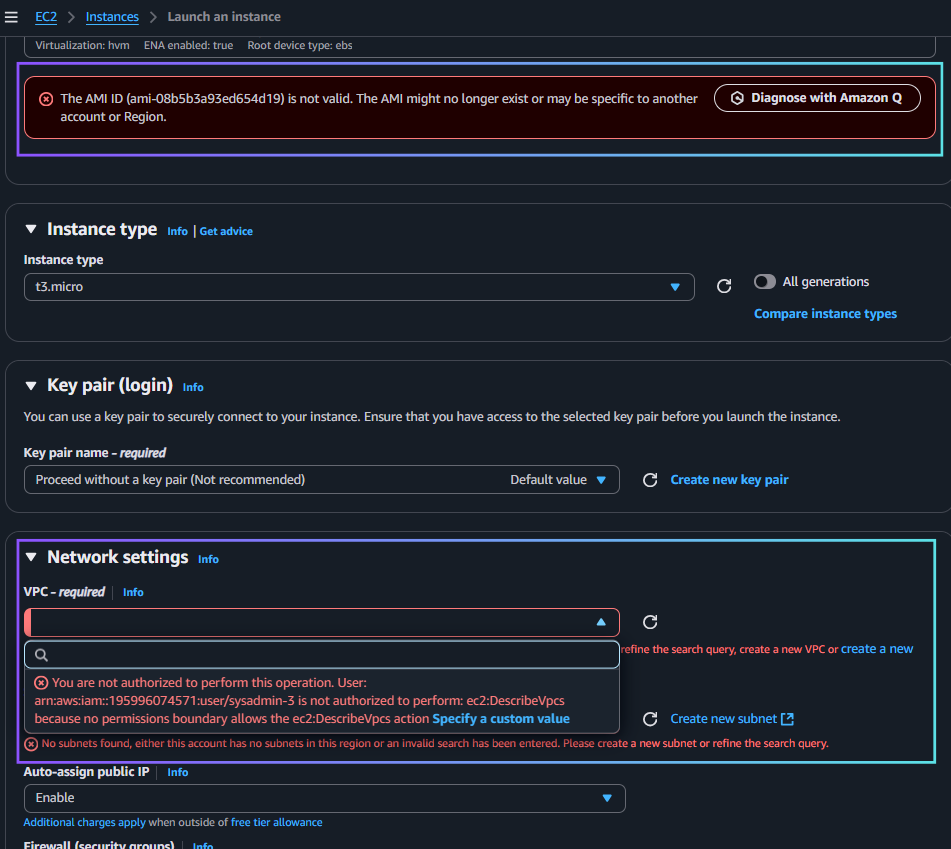 EC2 > Instances > Launch an instance
Virtualization: hvm ENA enabled: true Root device type: ebs
The AMI ID (ami-08b5b3a93ed654d19) is not valid. The AMI might no longer exist or may be specific to another
account or Region.
Diagnose with Amazon Q
Instance type Info | Get advice
Instance type
t3.micro
All generations
Compare instance types
Key pair (login) Info
You can use a key pair to securely connect to your instance. Ensure that you have access to the selected key pair before you launch the instance.
Key pair name - required
Proceed without a key pair (Not recommended) Default value
Create new key pair
Network settings Info
VPC - required | Info
refine the search query, create a new VPC or create a new
You are not authorized to perform this operation. User:
arn:aws:iam::195996074571:user/sysadmin-3 is not authorized to perform: ec2:DescribeVpcs
because no permissions boundary allows the ec2:DescribeVpcs action Specify a custom value
Create new subnet
No subnets found, either this account has no subnets in this region or an invalid search has been entered. Please create a new subnet or refine the search query.
Auto-assign public IP | Info
Enable
Additional charges apply when outside of free tier allowance
Firewall (security groups) | Info